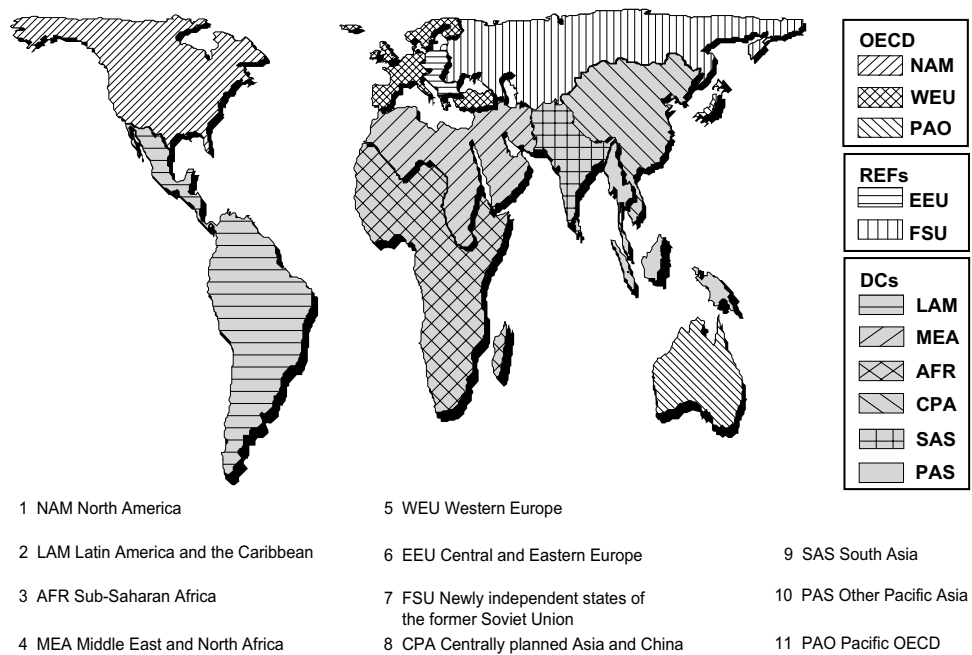 OECD
NAM
WEU
PAO
REFs
EEU
FSU
DCs
LAM
MEA
AFR
CPA
SAS
PAS
1 NAM North America
2 LAM Latin America and the Caribbean
3 AFR Sub-Saharan Africa
4 MEA Middle East and North Africa
5 WEU Western Europe
6 EEU Central and Eastern Europe
7 FSU Newly independent states of
the former Soviet Union
8 CPA Centrally planned Asia and China
9 SAS South Asia
10 PAS Other Pacific Asia
11 PAO Pacific OECD